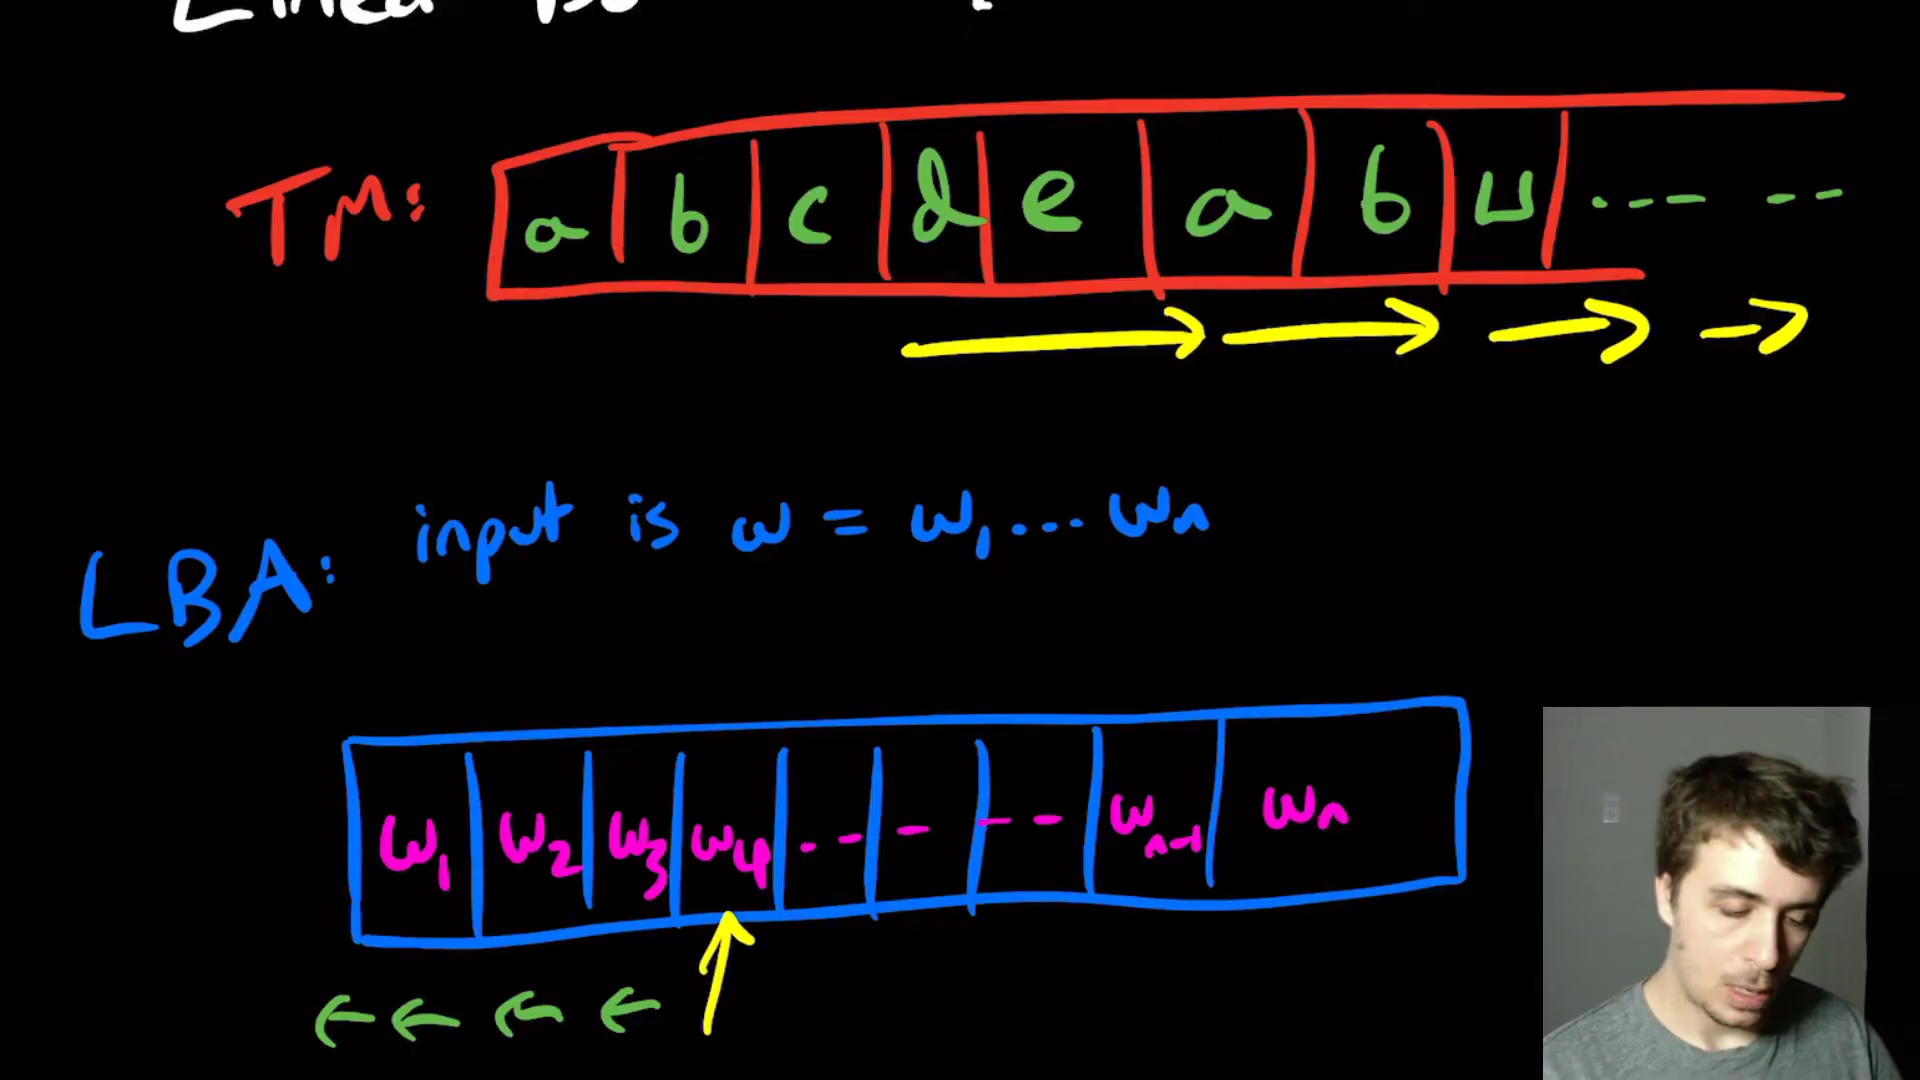 TM: a b c d e a b ⊔ ... - - - -
LBA: input is w = w₁... wₙ
w₁ w₂ w₃ w₄ . - - - - - wₙ₋₁ wₙ